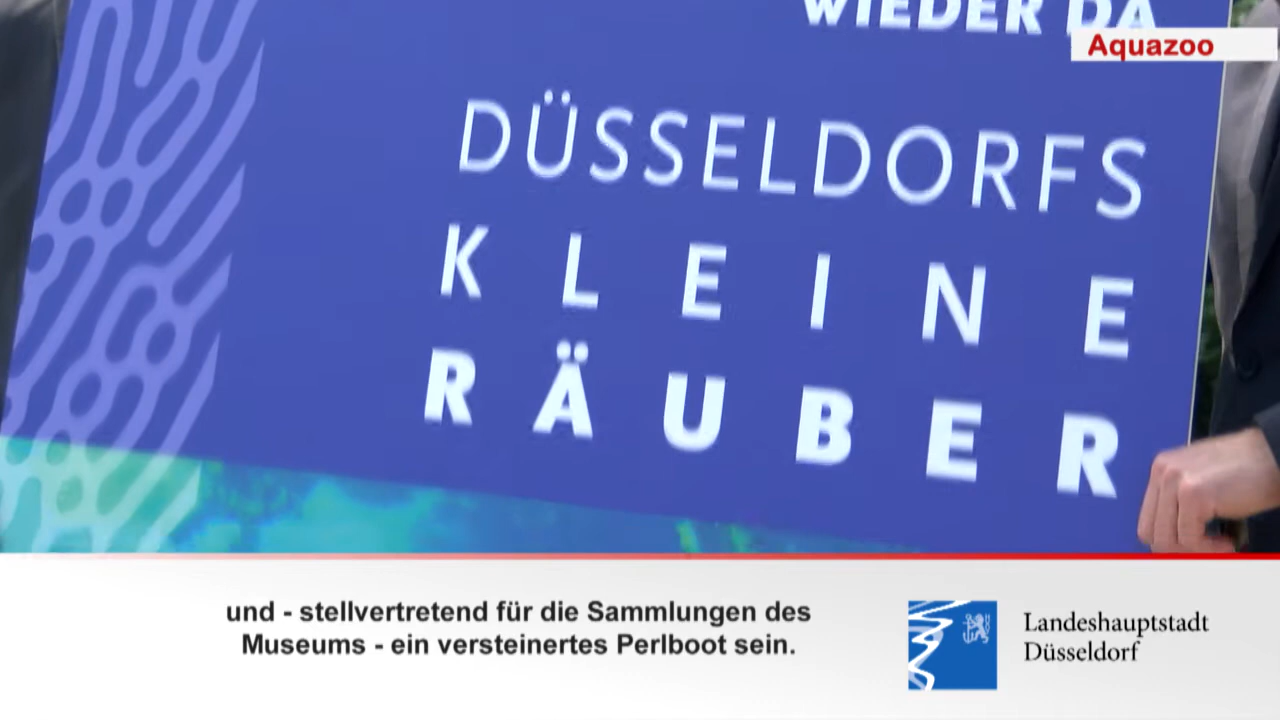 WIEDER DA
Aquazoo
DÜSSELDORFS
KLEINE
RÄUBER
und - stellvertretend für die Sammlungen des
Museums - ein versteinertes Perlboot sein.
Landeshauptstadt
Düsseldorf